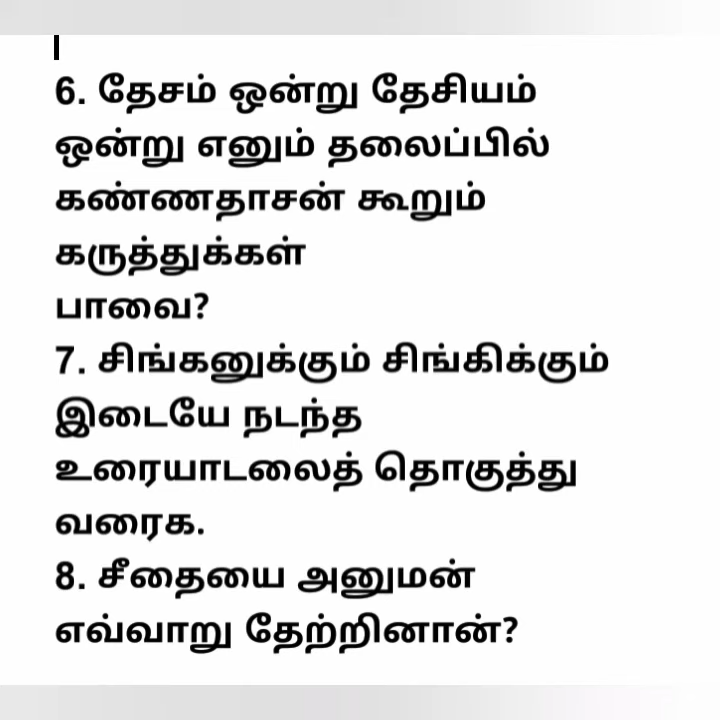 6. தேசம் ஒன்று தேசியம்
ஒன்று எனும் தலைப்பில்
கண்ணதாசன் கூறும்
கருத்துக்கள்
பாவை?
7. சிங்கனுக்கும் சிங்கிக்கும்
இடையே நடந்த
உரையாடலைத் தொகுத்து
வரைக.
8. சீதையை அனுமன்
எவ்வாறு தேற்றினான்?